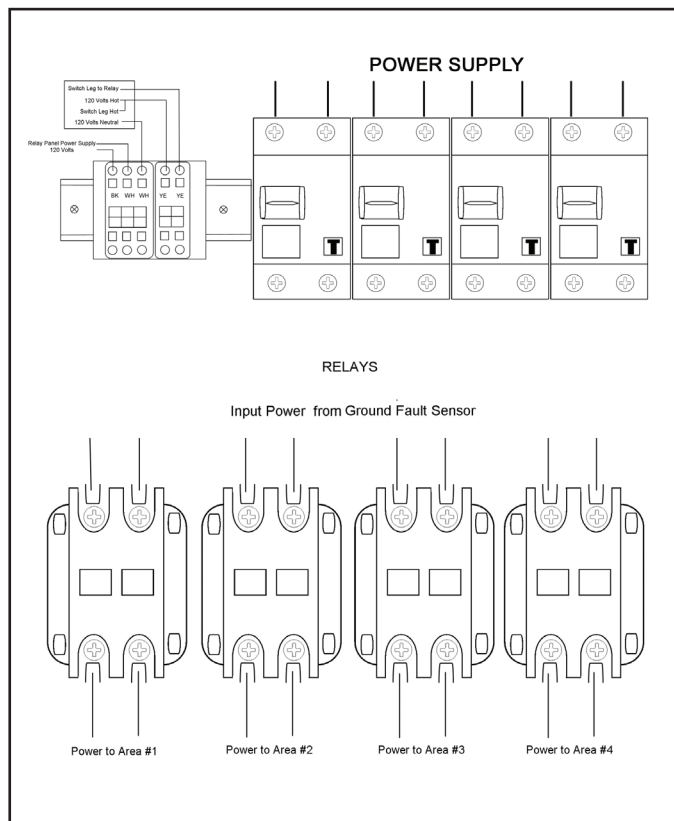 POWER SUPPLY
Switch Leg to Relay
120 Volts Hot
Switch Leg Hot
120 Volts Neutral
Relay Panel Power Supply
120 Volts
BK WH WH YE YE
T T T T
RELAYS
Input Power from Ground Fault Sensor
Power to Area #1 Power to Area #2 Power to Area #3 Power to Area #4